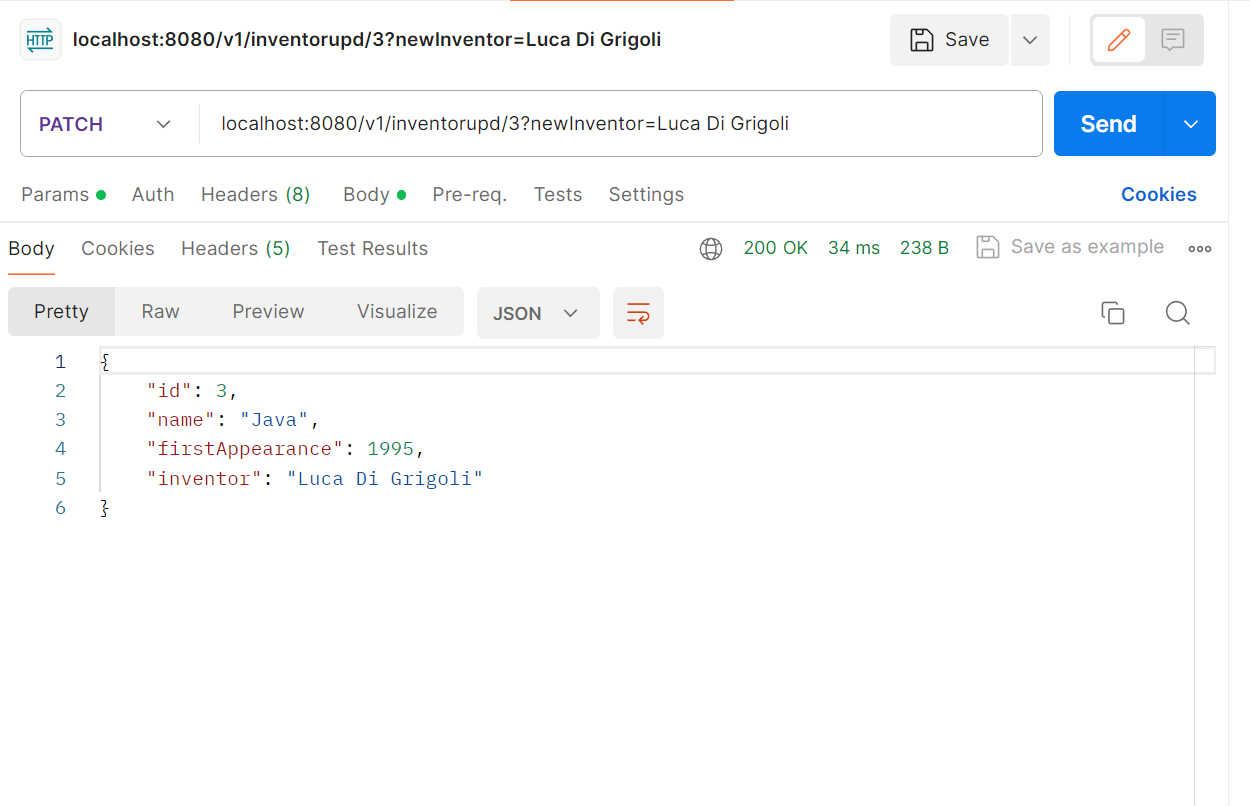 HTTP localhost:8080/v1/inventorupd/3?newInventor=Luca Di Grigoli Save
PATCH localhost:8080/v1/inventorupd/3?newInventor=Luca Di Grigoli Send
Params Auth Headers (8) Body Pre-req. Tests Settings Cookies
Body Cookies Headers (5) Test Results 200 OK 34 ms 238 B Save as example
Pretty Raw Preview Visualize JSON
1 {
2 "id": 3,
3 "name": "Java",
4 "firstAppearance": 1995,
5 "inventor": "Luca Di Grigoli"
6 }